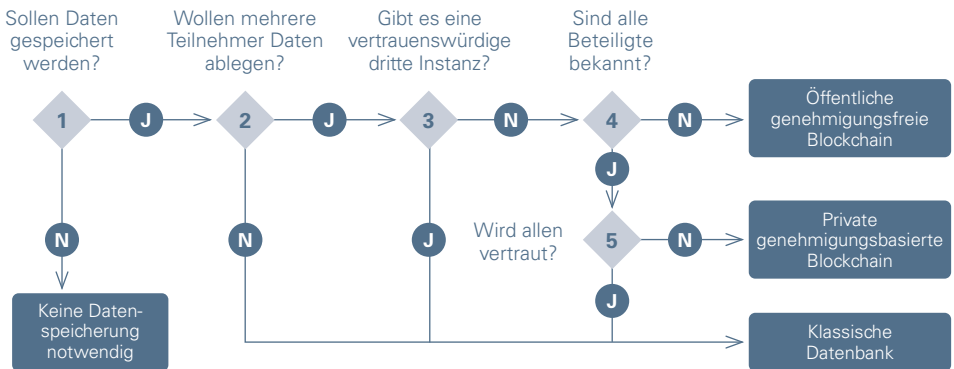 Sollen Daten
gespeichert
werden?
Wollen mehrere
Teilnehmer Daten
ablegen?
Gibt es eine
vertrauenswürdige
dritte Instanz?
Sind alle
Beteiligte
bekannt?
1
J
2
J
3
N
4
N
Öffentliche
genehmigungsfreie
Blockchain
J
N
N
J
Wird allen
vertraut?
5
N
Private
genehmigungsbasierte
Blockchain
J
Keine Daten-
speicherung
notwendig
Klassische
Datenbank